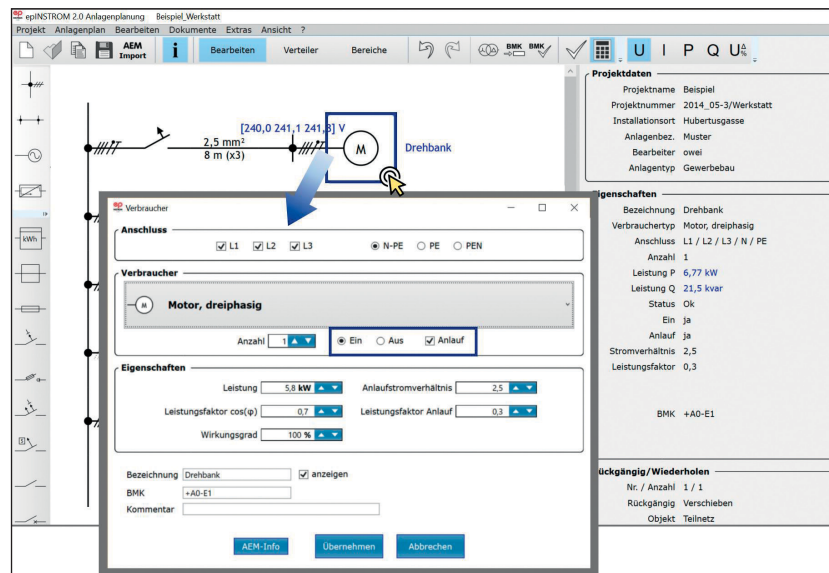 epINSTROM 2.0 Anlagenplanung Beispiel_Werkstatt
Projekt Anlagenplan Bearbeiten Dokumente Extras Ansicht ?
AEM Import i Bearbeiten Verteiler Bereiche BMK BMK U I P Q U
Projektdaten
Projektname Beispiel
Projektnummer 2014_05-3/Werkstatt
Installationsort Hubertusgasse
Anlagenbez. Muster
Bearbeiter owei
Anlagentyp Gewerbebau
[240,0 241,1 241,3] V
2,5 mm²
8 m (x3)
M
Drehbank
kWh
Eigenschaften
Bezeichnung Drehbank
Verbrauchertyp Motor, dreiphasig
Anschluss L1 / L2 / L3 / N / PE
Anzahl 1
Leistung P 6,77 kW
Leistung Q 21,5 kvar
Status Ok
Ein ja
Anlauf ja
Stromverhältnis 2,5
Leistungsfaktor 0,3
BMK +A0-E1
Rückgängig/Wiederholen
Nr. / Anzahl 1 / 1
Rückgängig Verschieben
Objekt Teilnetz
ep Verbraucher
Anschluss
L1 L2 L3 N-PE PE PEN
Verbraucher
M Motor, dreiphasig
Anzahl 1 Ein Aus Anlauf
Eigenschaften
Leistung 5,8 kW Anlaufstromverhältnis 2,5
Leistungsfaktor cos(φ) 0,7 Leistungsfaktor Anlauf 0,3
Wirkungsgrad 100 %
Bezeichnung Drehbank anzeigen
BMK +A0-E1
Kommentar
AEM-Info Übernehmen Abbrechen